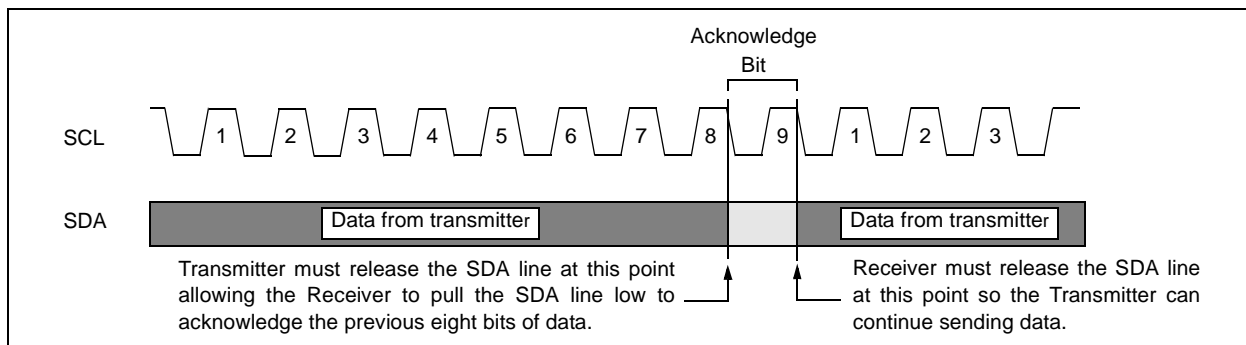 Acknowledge
Bit
SCL 1 2 3 4 5 6 7 8 9 1 2 3
SDA Data from transmitter Data from transmitter
Transmitter must release the SDA line at this point
allowing the Receiver to pull the SDA line low to
acknowledge the previous eight bits of data.
Receiver must release the SDA line
at this point so the Transmitter can
continue sending data.